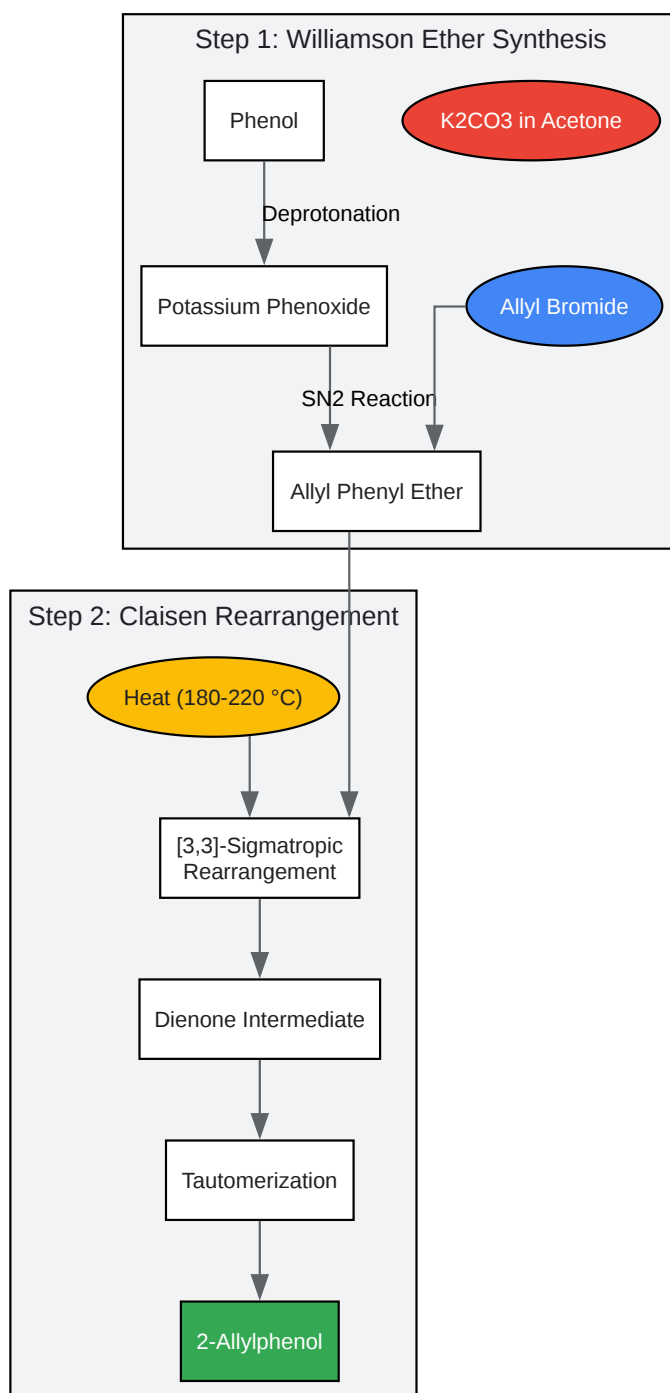 Step 1: Williamson Ether Synthesis
Phenol
K2CO3 in Acetone
Deprotonation
Potassium Phenoxide
Allyl Bromide
SN2 Reaction
Allyl Phenyl Ether
Step 2: Claisen Rearrangement
Heat (180-220 °C)
[3,3]-Sigmatropic
Rearrangement
Dienone Intermediate
Tautomerization
2-Allylphenol